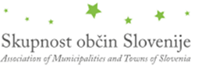 Skupnost občin Slovenije
Association of Municipalities and Towns of Slovenia